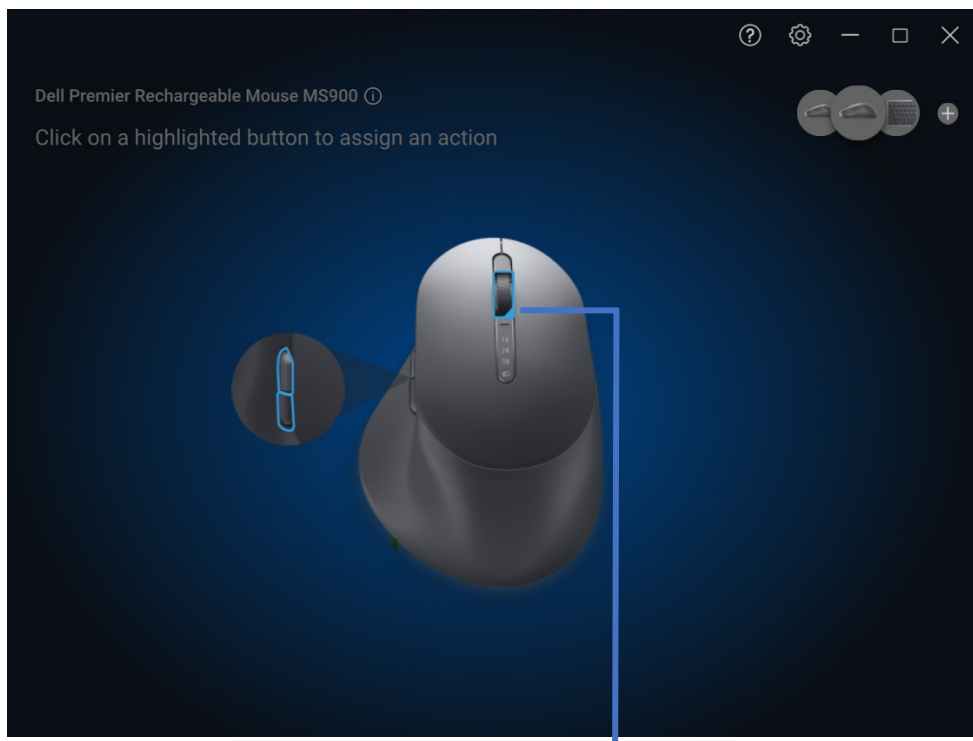 Dell Premier Rechargeable Mouse MS900
Click on a highlighted button to assign an action